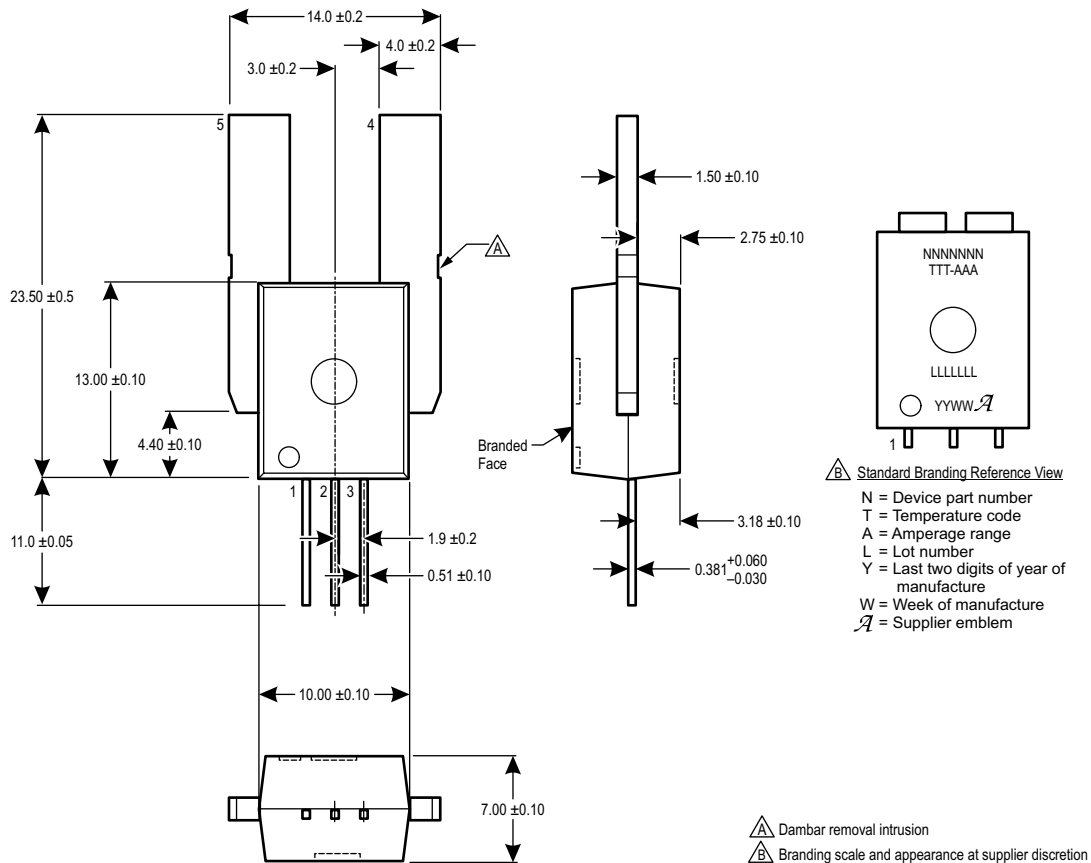 14.0 ±0.2
4.0 ±0.2
3.0 ±0.2
5
4
1.50 ±0.10
A
2.75 ±0.10
NNNNNNN
TTT-AAA
23.50 ±0.5
13.00 ±0.10
LLLLLLL
4.40 ±0.10
YYWW A
Branded
Face
1
B Standard Branding Reference View
1 2 3
N = Device part number
T = Temperature code
A = Amperage range
L = Lot number
Y = Last two digits of year of
manufacture
W = Week of manufacture
A = Supplier emblem
11.0 ±0.05
1.9 ±0.2
3.18 ±0.10
0.51 ±0.10
0.381 +0.060
–0.030
10.00 ±0.10
7.00 ±0.10
A Dambar removal intrusion
B Branding scale and appearance at supplier discretion